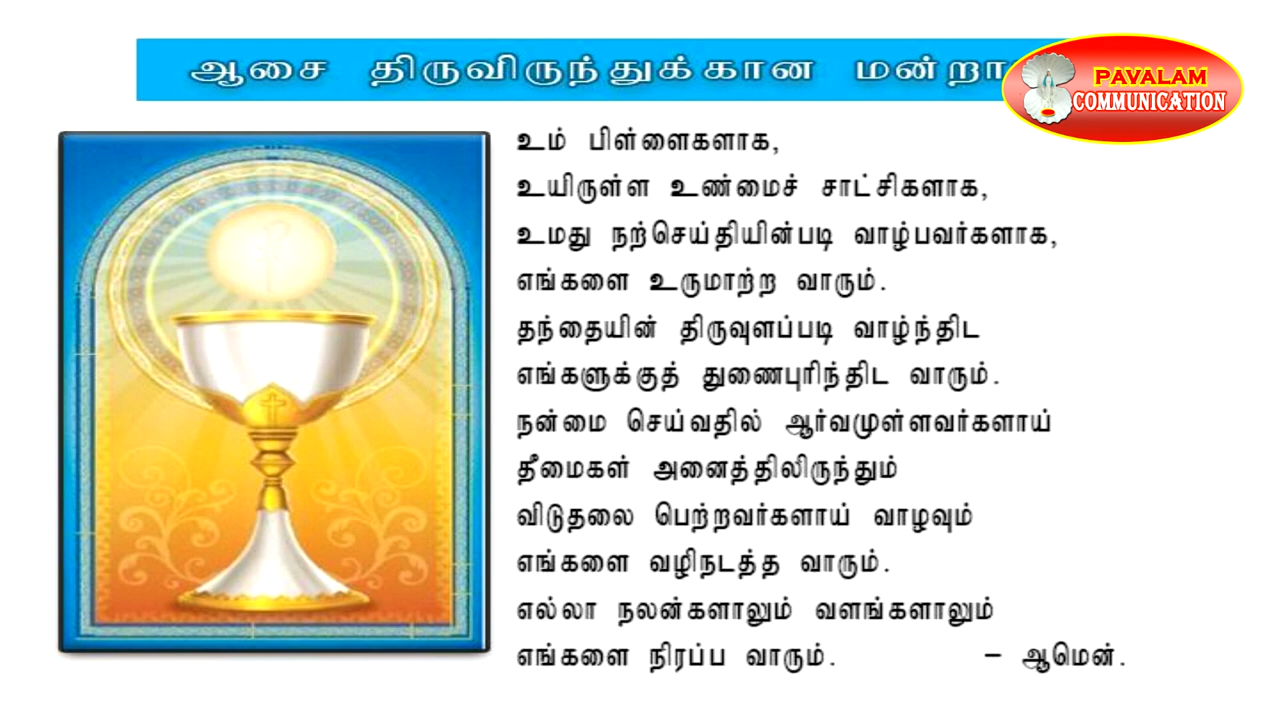 ஆசை திருவிருந்துக்கான
PAVALAM
COMMUNICATION
உம் பிள்ளைகளாக,
உயிருள்ள உண்மைச் சாட்சிகளாக,
உமது நற்செய்தியின்படி வாழ்பவர்களாக,
எங்களை உருமாற்ற வாரும்.
தந்தையின் திருவுளப்படி வாழ்ந்திட
எங்களுக்குத் துணைபுரிந்திட வாரும்.
நன்மை செய்வதில் ஆர்வமுள்ளவர்களாய்
தீமைகள் அனைத்திலிருந்தும்
விடுதலை பெற்றவர்களாய் வாழவும்
எங்களை வழிநடத்த வாரும்.
எல்லா நலன்களாலும் வளங்களாலும்
எங்களை நிரப்ப வாரும். – ஆமென்.